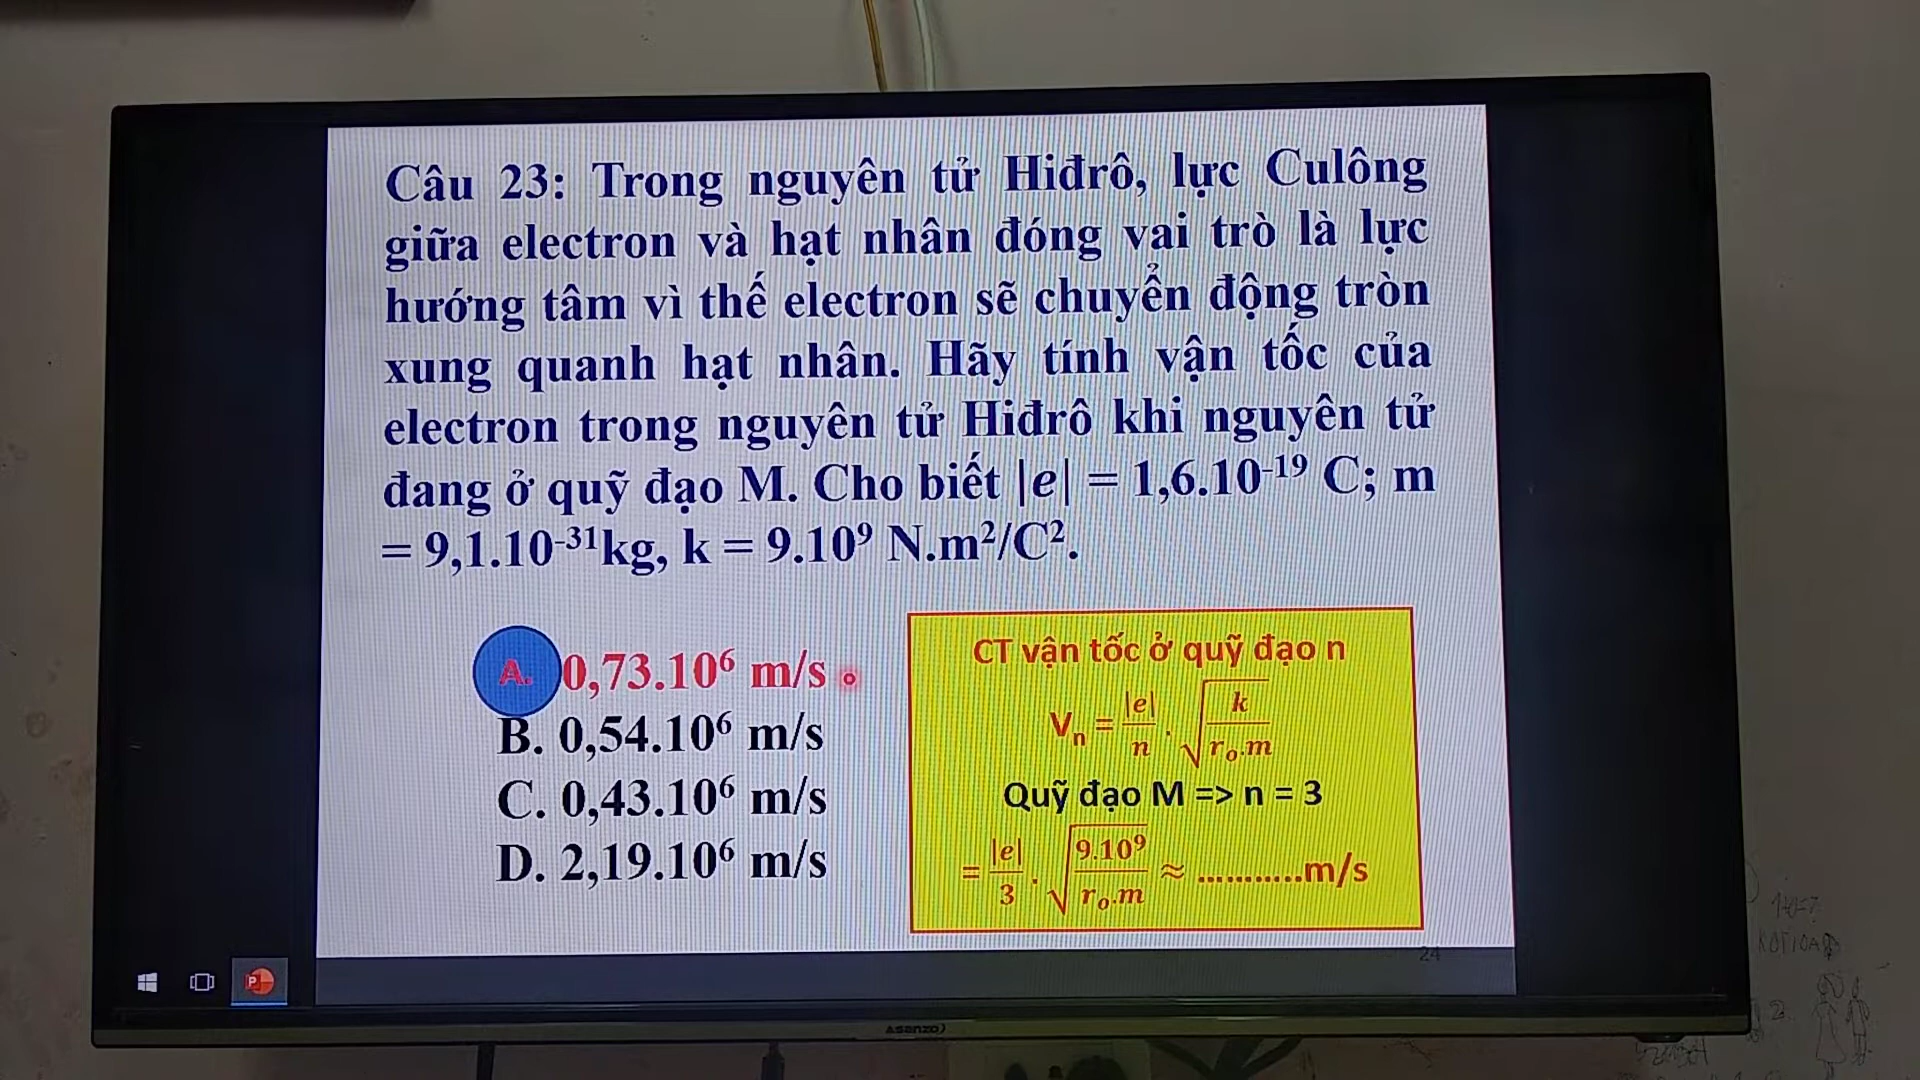 Câu 23: Trong nguyên tử Hiđrô, lực Culông
giữa electron và hạt nhân đóng vai trò là lực
hướng tâm vì thế electron sẽ chuyển động tròn
xung quanh hạt nhân. Hãy tính vận tốc của
electron trong nguyên tử Hiđrô khi nguyên tử
đang ở quỹ đạo M. Cho biết |e| = 1,6.10⁻¹⁹ C; m
= 9,1.10⁻³¹kg, k = 9.10⁹ N.m²/C².
A. 0,73.10⁶ m/s
B. 0,54.10⁶ m/s
C. 0,43.10⁶ m/s
D. 2,19.10⁶ m/s
CT vận tốc ở quỹ đạo n
Vₙ = |e|/n . √(k/(r₀.m))
Quỹ đạo M => n = 3
= |e|/3 . √(9.10⁹/(r₀.m)) ≈ ............m/s
24
Asanzo